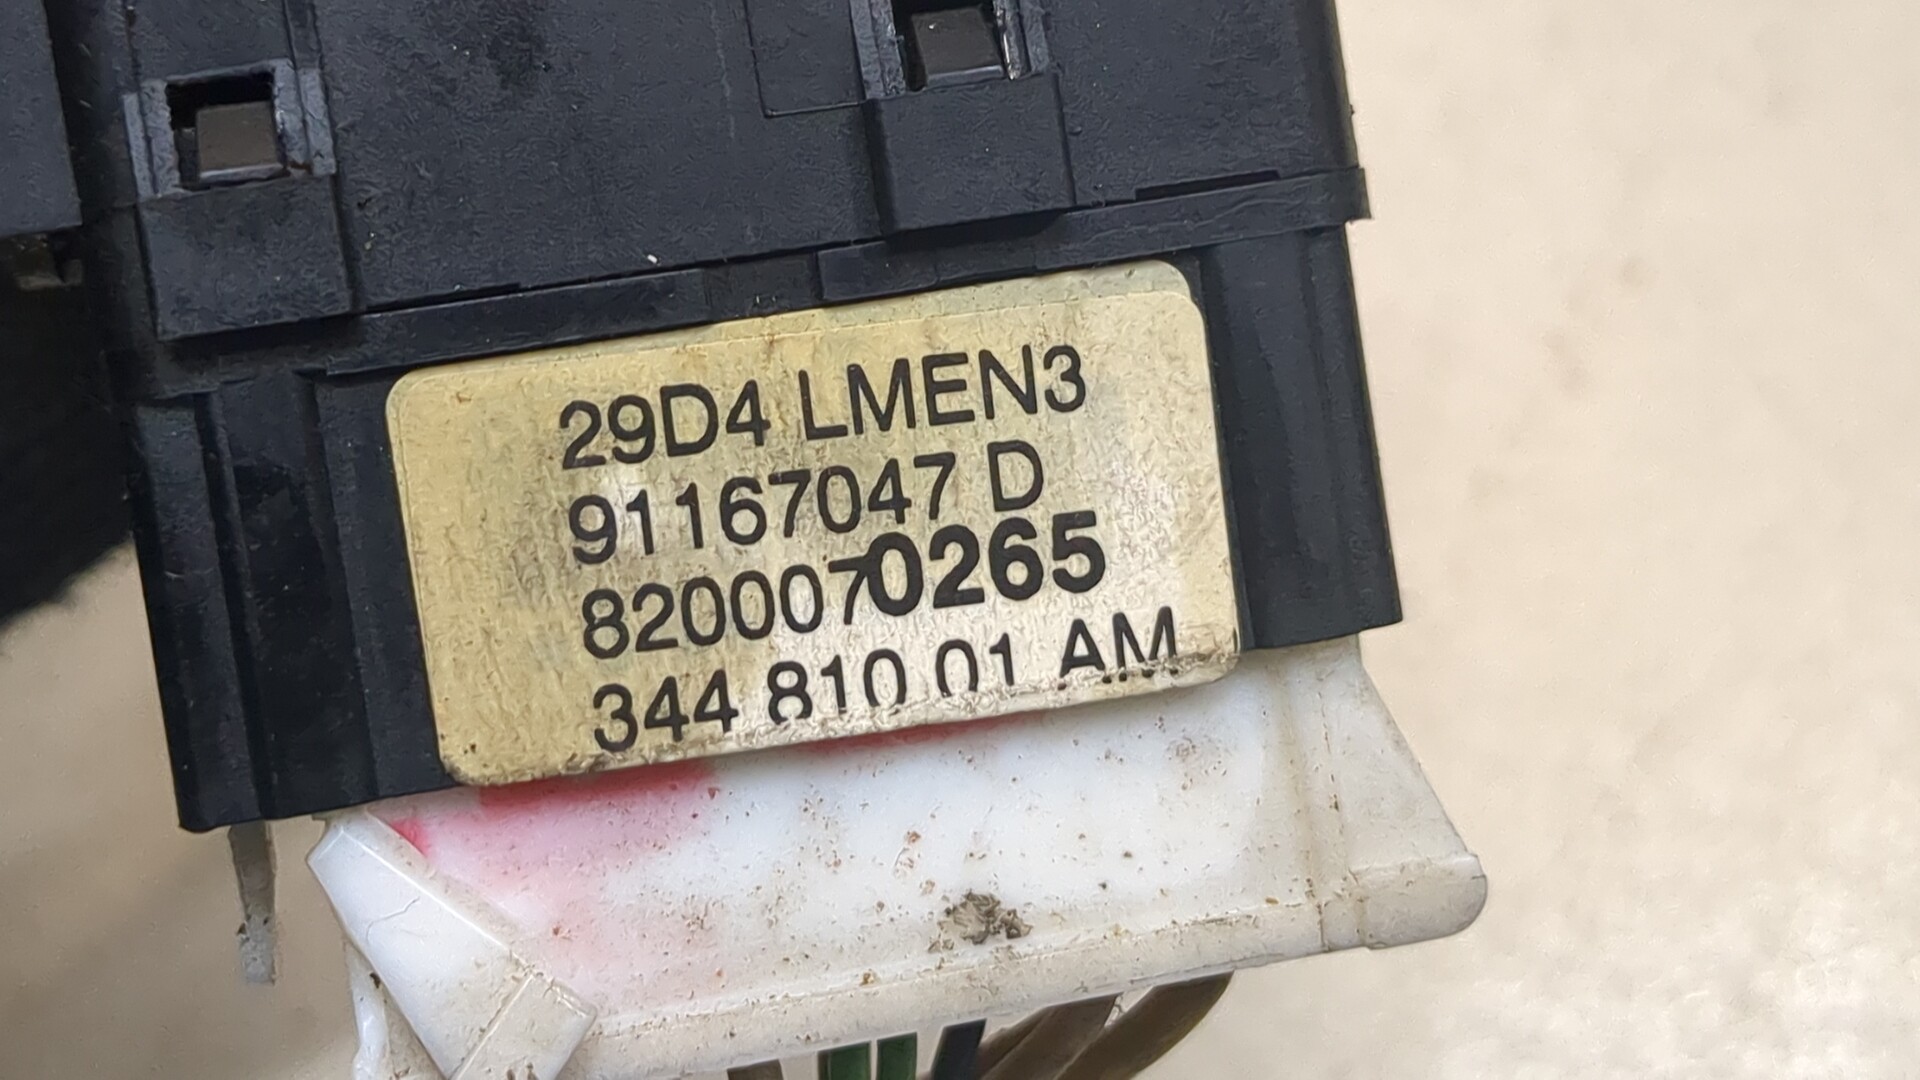 29D4 LMEN3
91167047 D
8200070265
344 810 01 AM